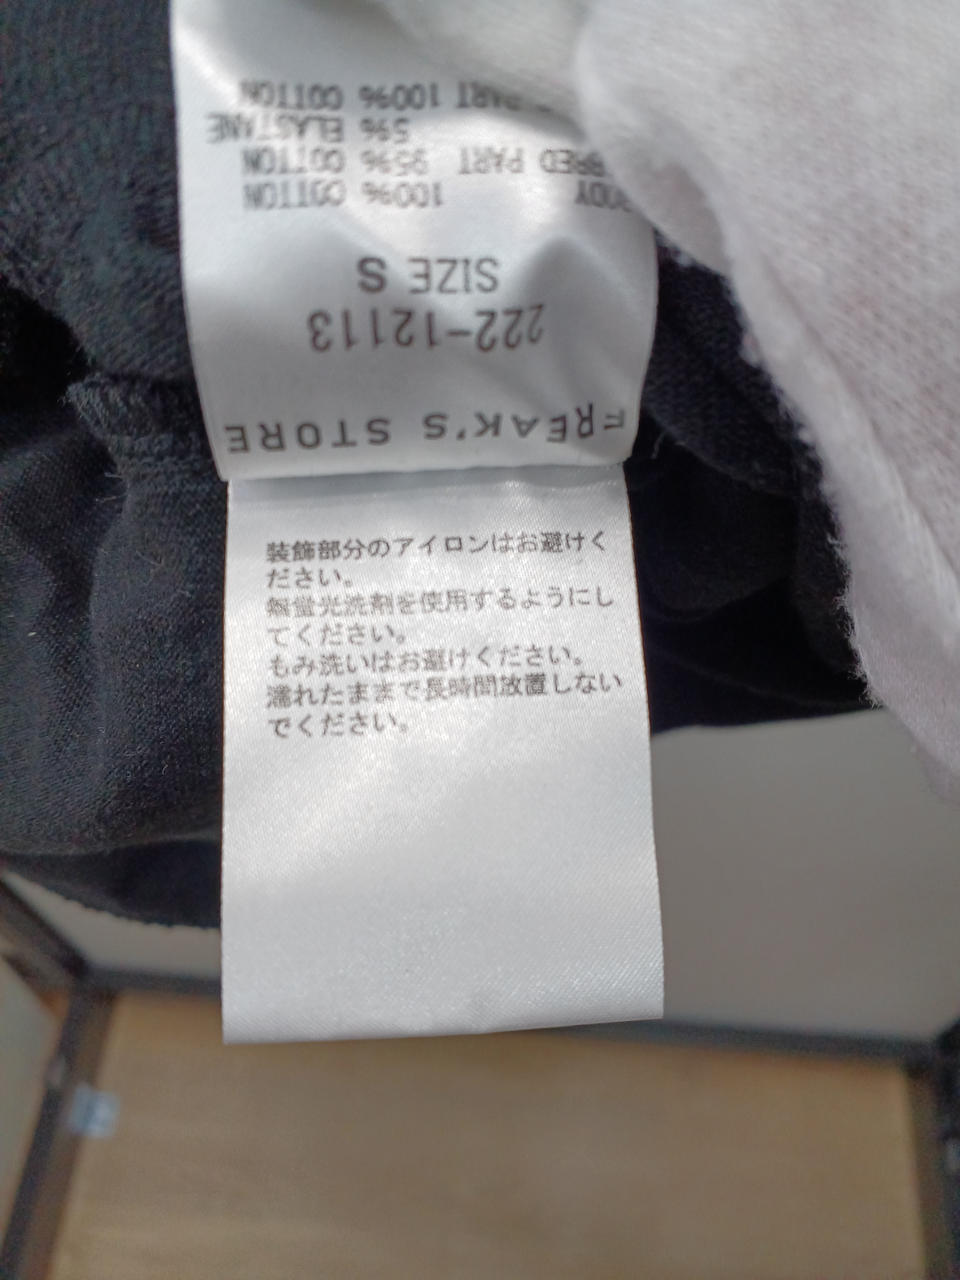 FREAK'S STORE
222-12113
SIZE S
100% COTTON
PART 95% COTTON
5% ELASTANE
PART 100% COTTON
装飾部分のアイロンはお避けく
ださい。
無蛍光洗剤を使用するようにし
てください。
もみ洗いはお避けください。
濡れたままで長時間放置しない
でください。